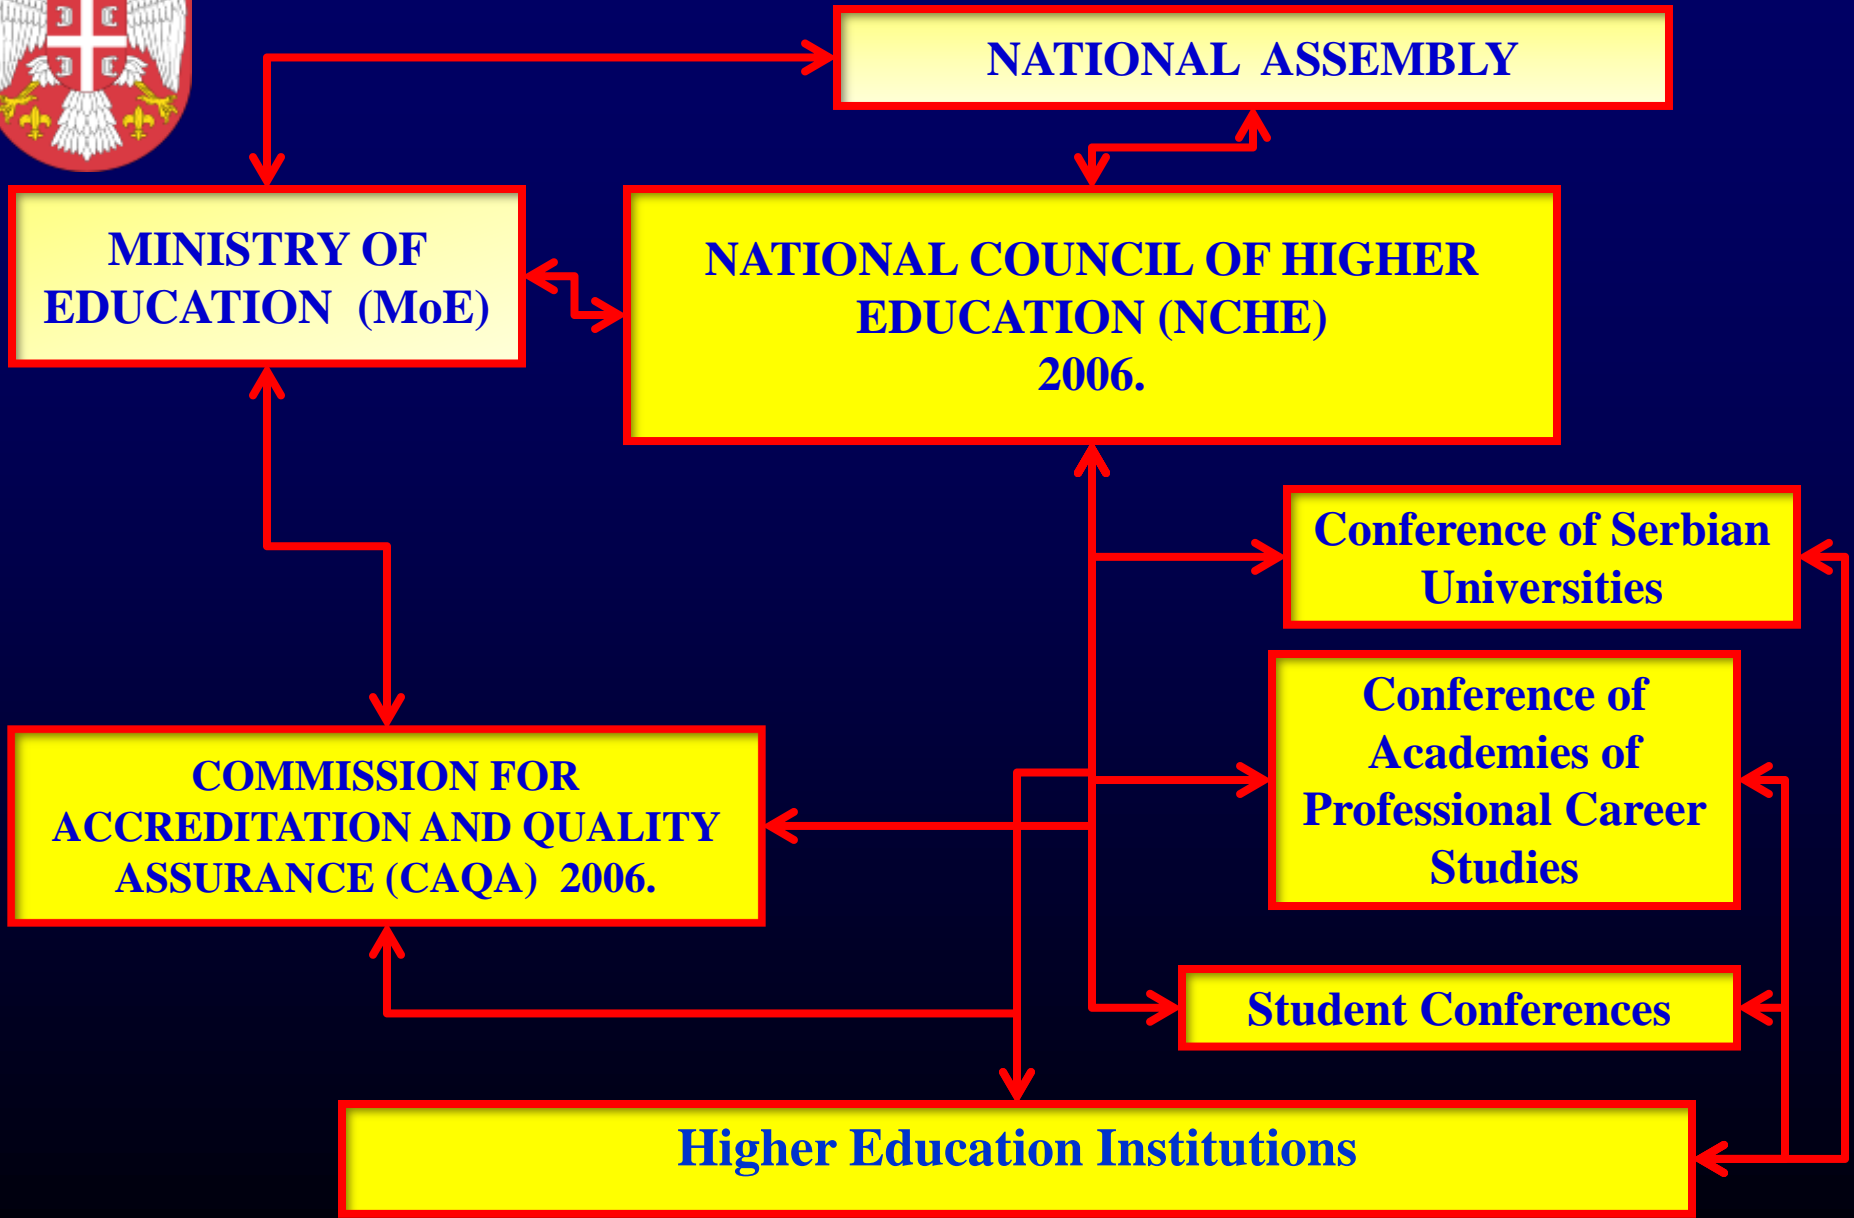 NATIONAL ASSEMBLY
MINISTRY OF
EDUCATION (MoE)
NATIONAL COUNCIL OF HIGHER
EDUCATION (NCHE)
2006.
Conference of Serbian
Universities
Conference of
Academies of
Professional Career
Studies
COMMISSION FOR
ACCREDITATION AND QUALITY
ASSURANCE (CAQA) 2006.
Student Conferences
Higher Education Institutions